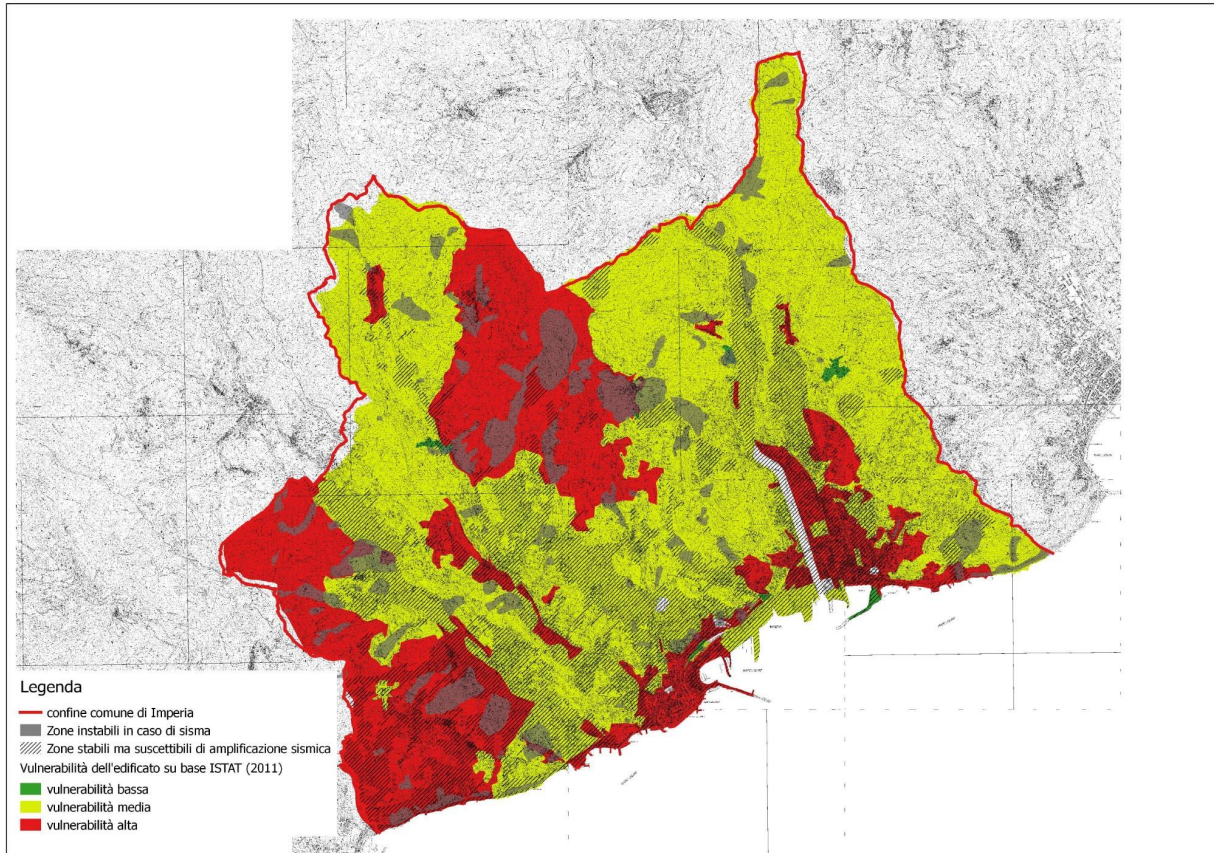 Legenda
confine comune di Imperia
Zone instabili in caso di sisma
Zone stabili ma suscettibili di amplificazione sismica
Vulnerabilità dell'edificato su base ISTAT (2011)
vulnerabilità bassa
vulnerabilità media
vulnerabilità alta